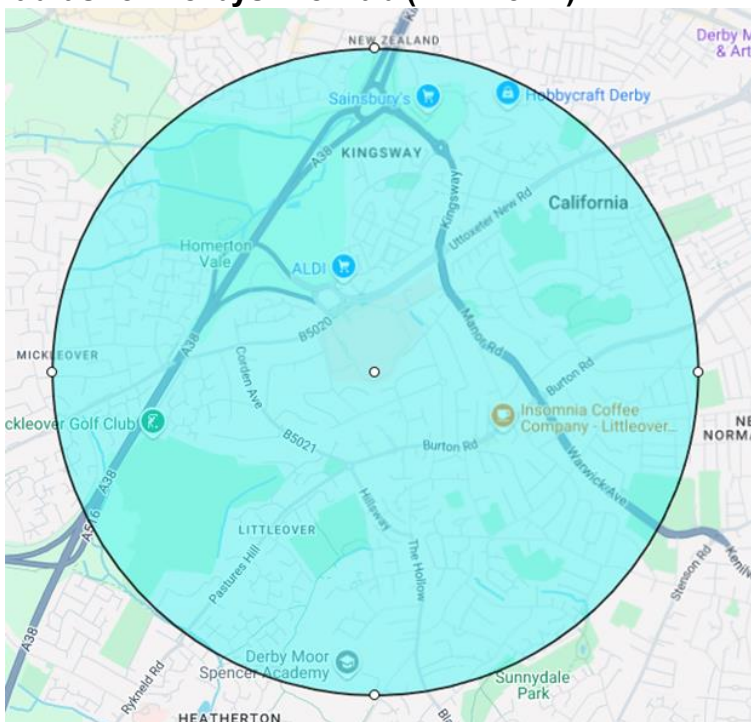 NEW ZEALAND
Derby M
& Art
Sainsbury's
Hobbycraft Derby
A38
KINGSWAY
Kingsway
Uttoxeter New Rd
California
Homerton
Vale
ALDI
B5020
A38
Manor Rd
MICKLEOVER
Corden Ave
Burton Rd
ckleover Golf Club
Insomnia Coffee
Company - Littleover...
NE
NORMA
B5021
Burton Rd
Warwick Ave
A38
A516
Hillsway
LITTLEOVER
The Hollow
Pastures Hill
Stenson Rd
A38
Derby Moor
Spencer Academy
Sunnydale
Park
Rykneld Rd
HEATHERTON